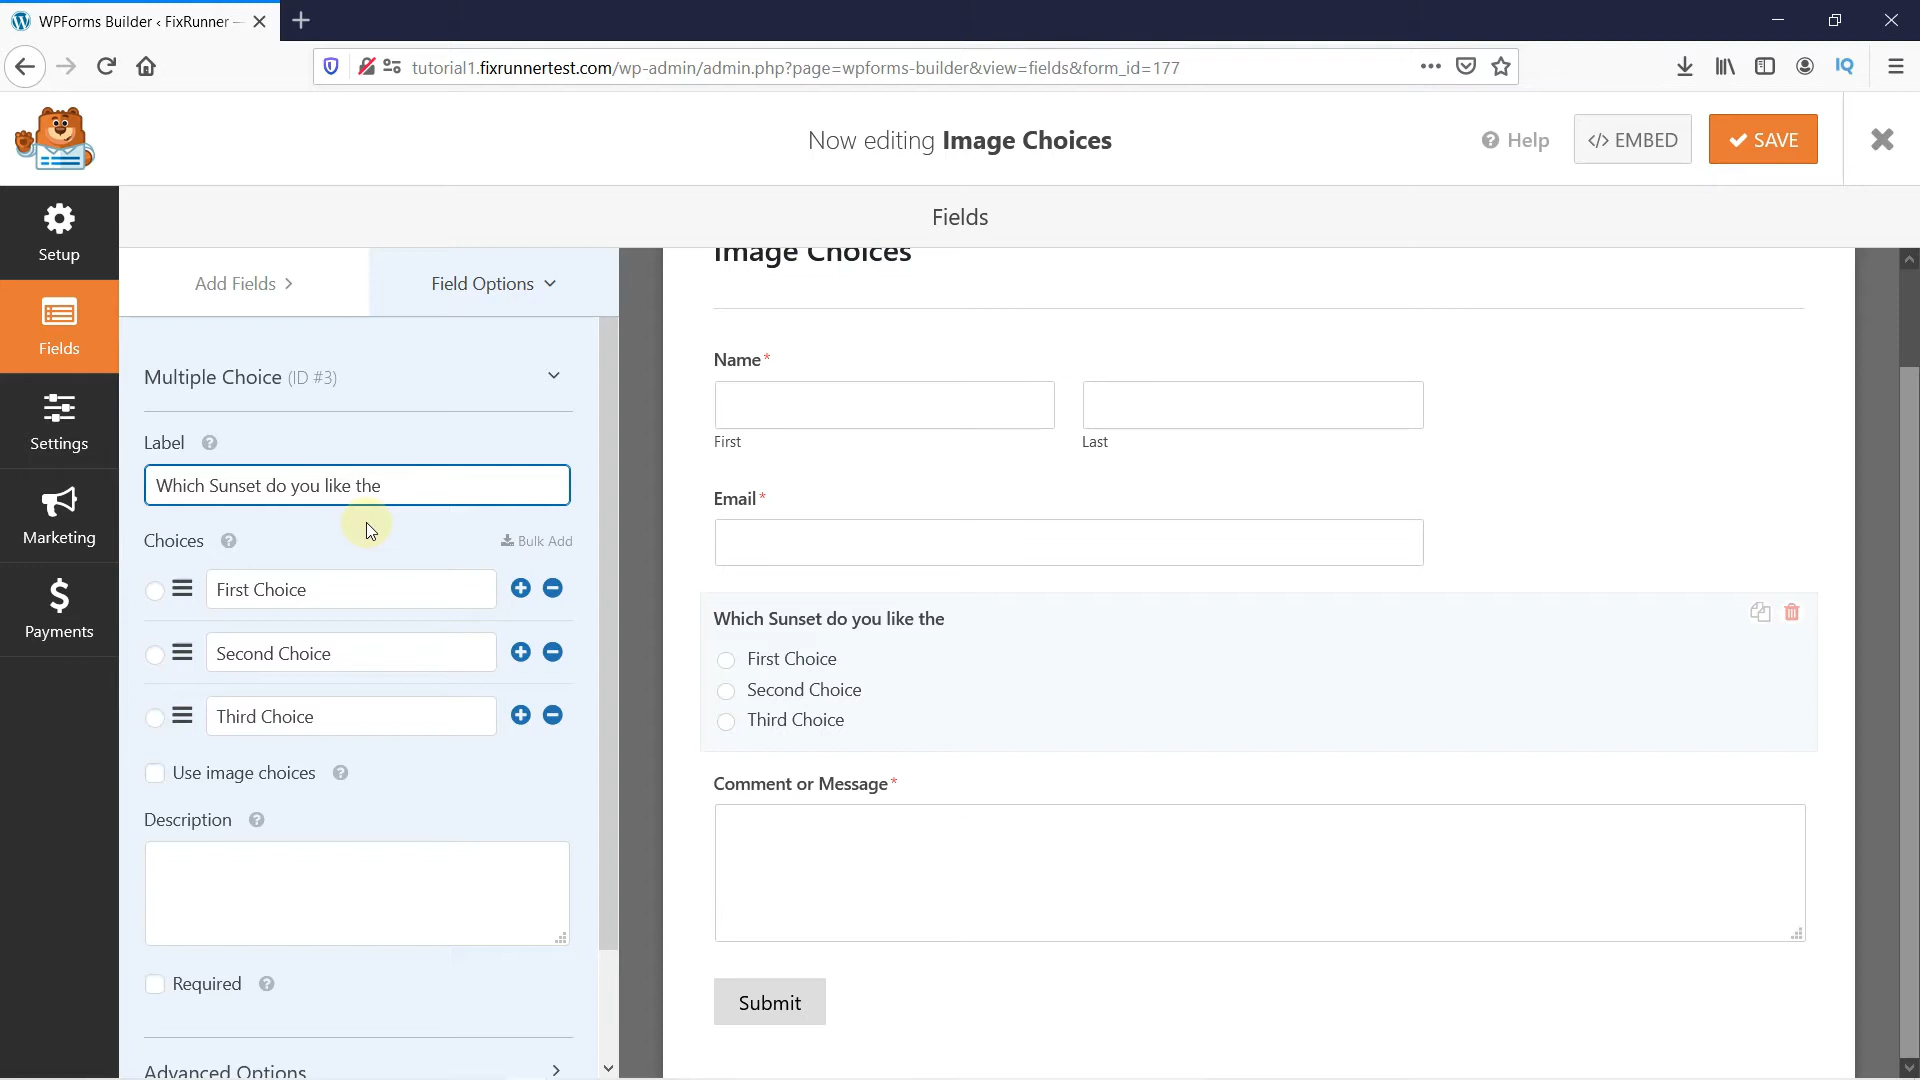 WPForms Builder ‹ FixRunner —
tutorial1.fixrunnertest.com/wp-admin/admin.php?page=wpforms-builder&view=fields&form_id=177
IQ
Now editing Image Choices
Help
</> EMBED
SAVE
Setup
Fields
Settings
Marketing
Payments
Fields
Add Fields
Field Options
Multiple Choice (ID #3)
Label
Which Sunset do you like the
Choices
Bulk Add
First Choice
Second Choice
Third Choice
Use image choices
Description
Required
Advanced Options
Image Choices
Name*
First
Last
Email*
Which Sunset do you like the
First Choice
Second Choice
Third Choice
Comment or Message*
Submit